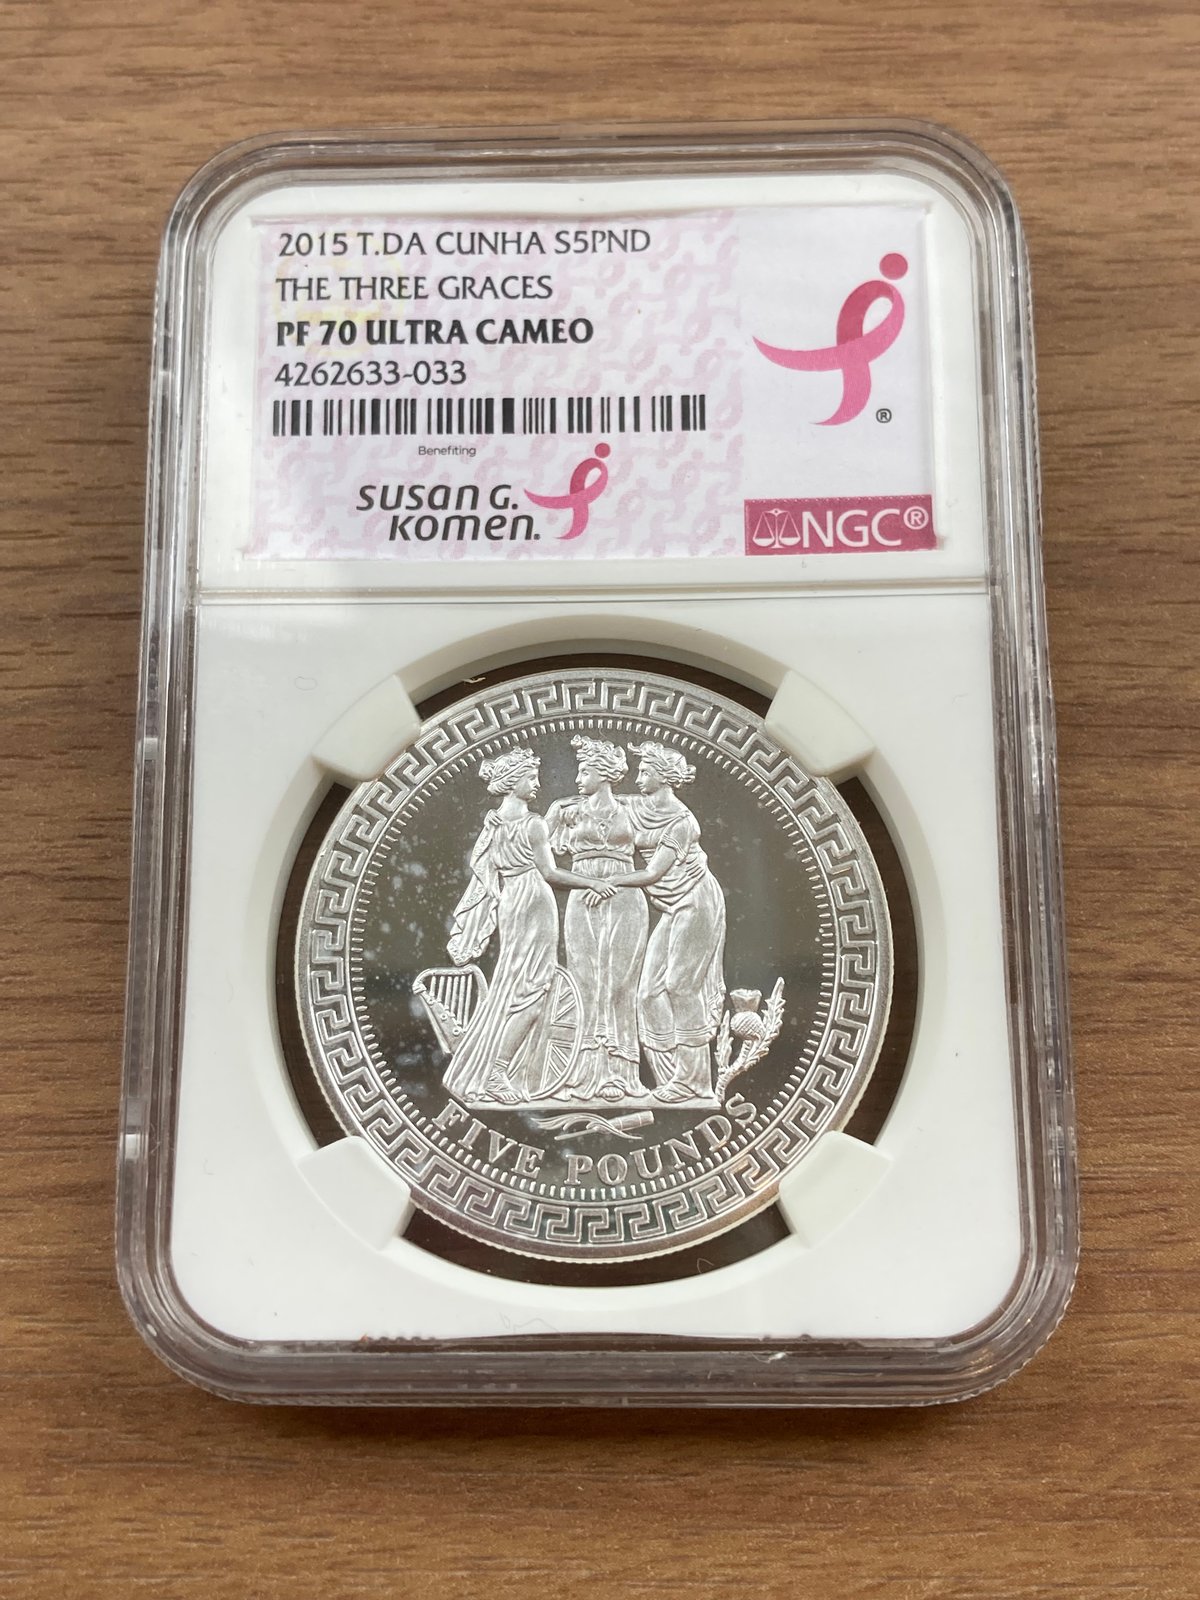 2015 T.DA CUNHA S5PND
THE THREE GRACES
PF 70 ULTRA CAMEO
4262633-033
Benefiting
susan G.
komen.
®
NGC®
FIVE POUNDS